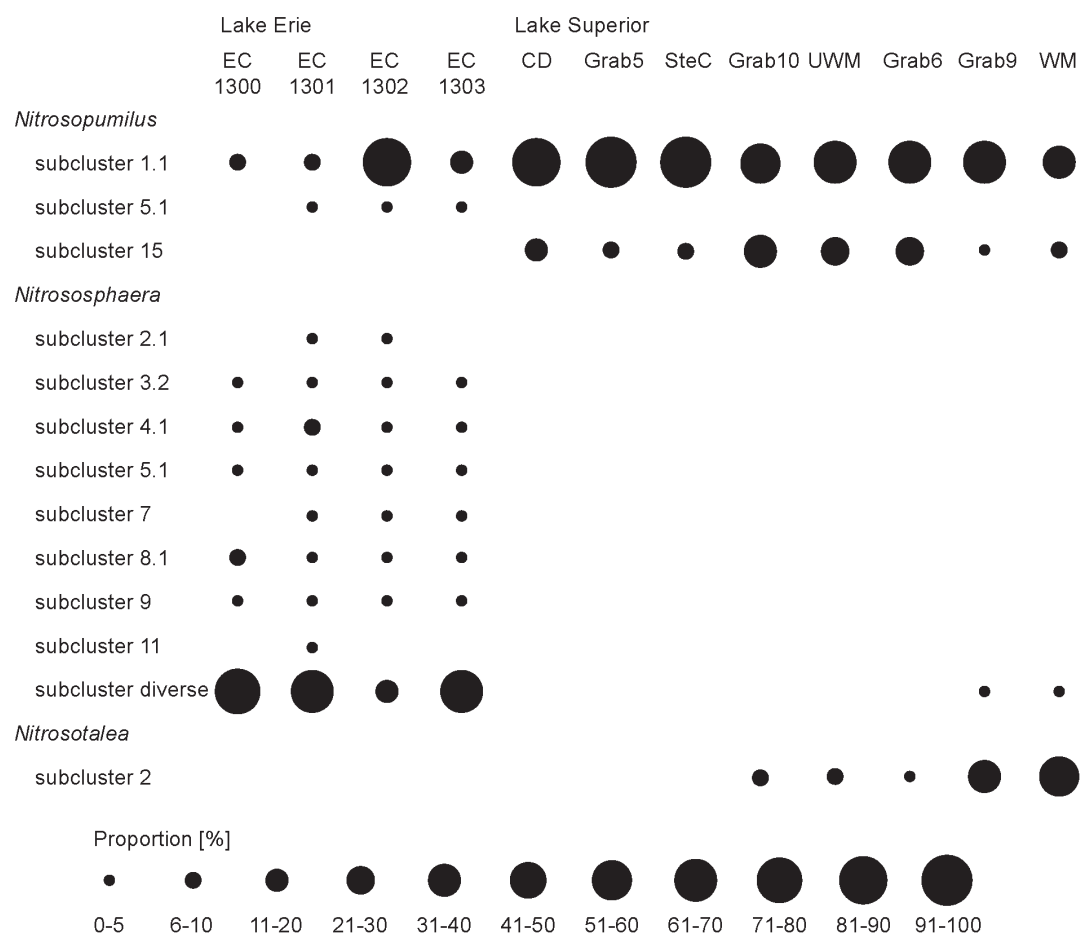 Lake Erie Lake Superior
EC EC EC EC CD Grab5 SteC Grab10 UWM Grab6 Grab9 WM
1300 1301 1302 1303
Nitrosopumilus
subcluster 1.1
subcluster 5.1
subcluster 15
Nitrososphaera
subcluster 2.1
subcluster 3.2
subcluster 4.1
subcluster 5.1
subcluster 7
subcluster 8.1
subcluster 9
subcluster 11
subcluster diverse
Nitrosotalea
subcluster 2
Proportion [%]
0-5 6-10 11-20 21-30 31-40 41-50 51-60 61-70 71-80 81-90 91-100